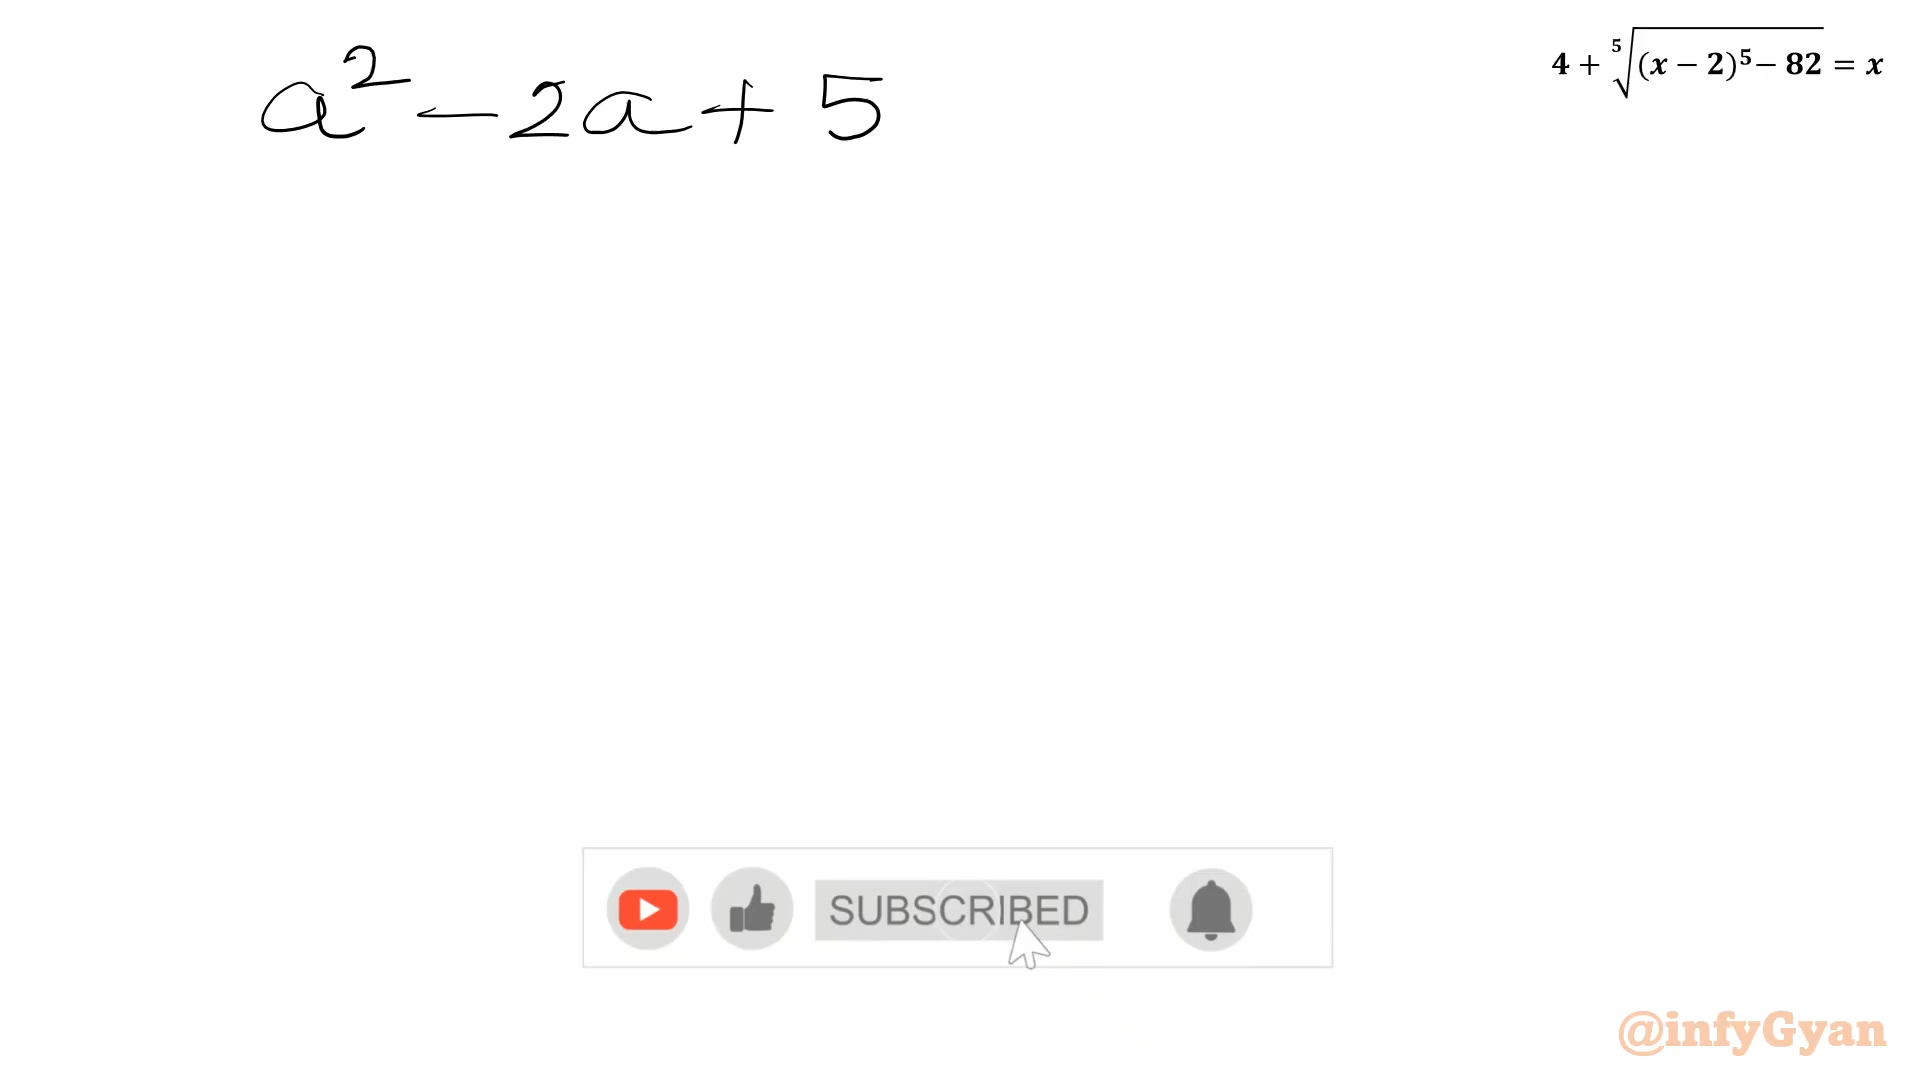 a² − 2a + 5
4 + ⁵√((x − 2)⁵ − 82) = x
SUBSCRIBED
@infyGyan